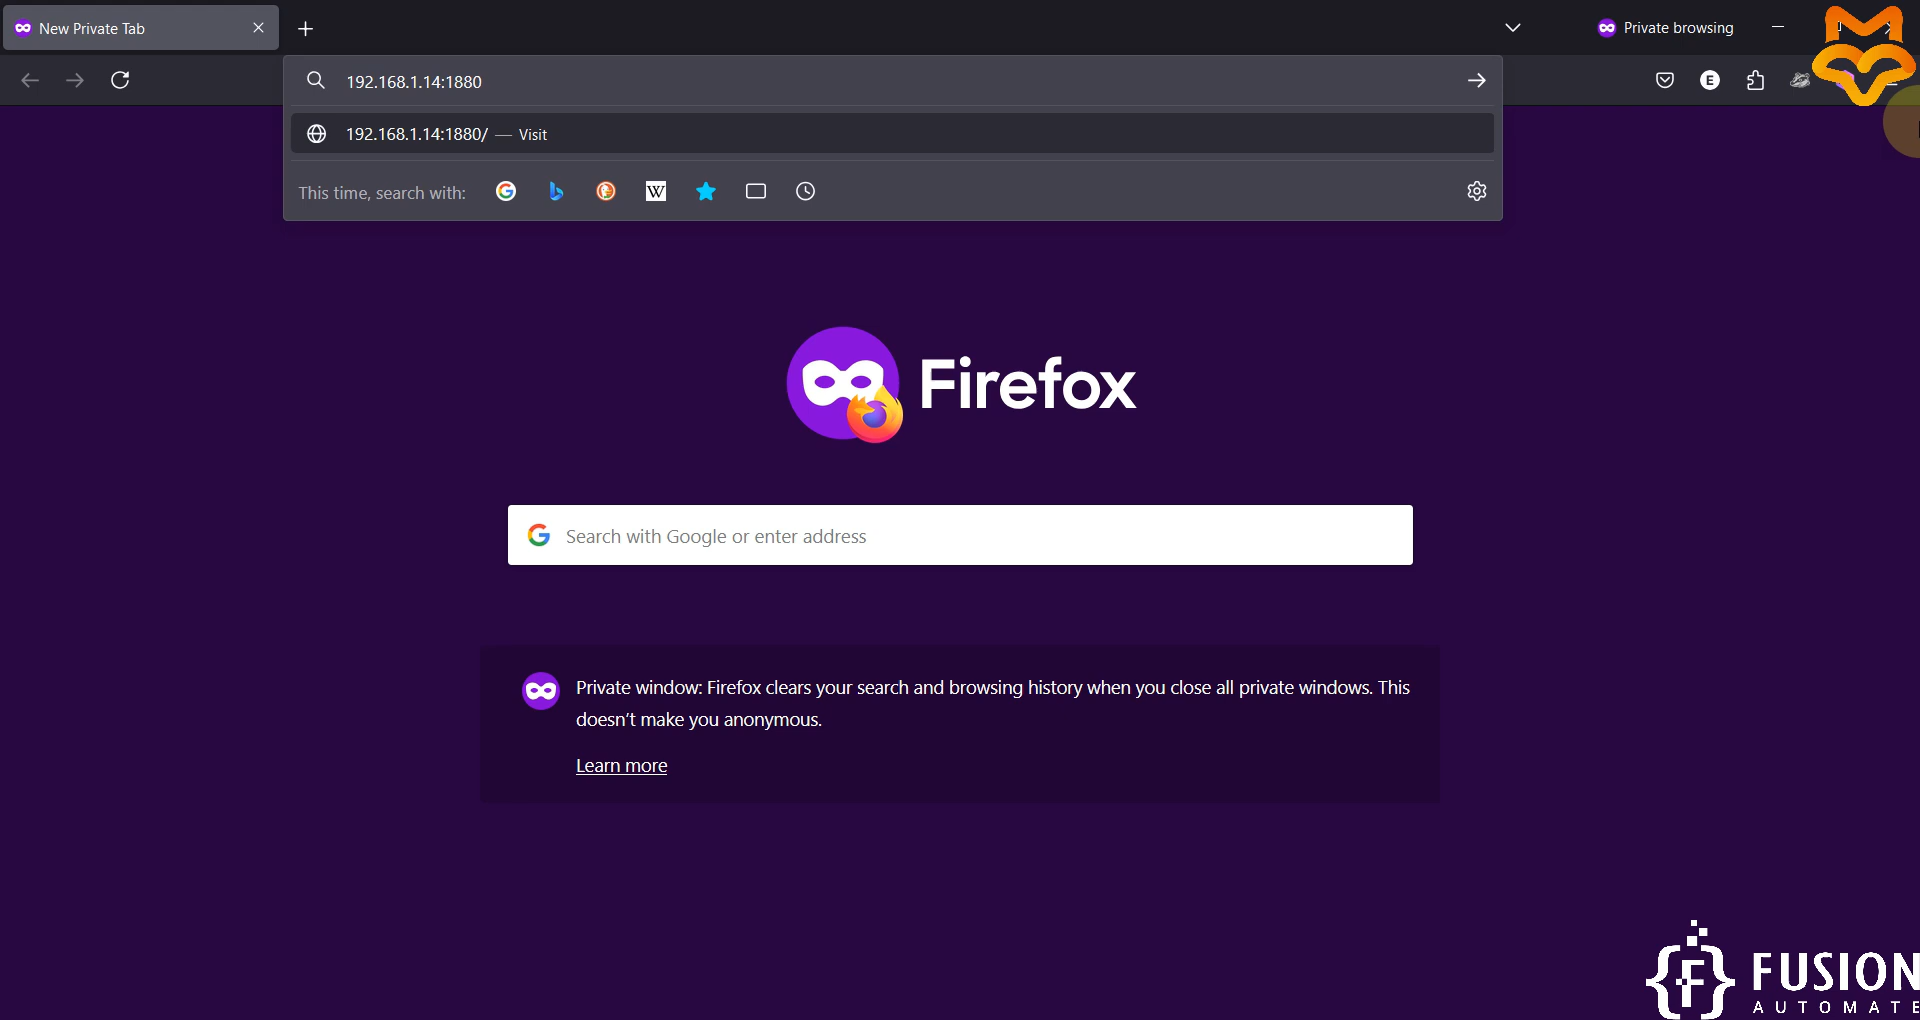 New Private Tab
Private browsing
192.168.1.14:1880
E
192.168.1.14:1880/ — Visit
This time, search with:
W
Firefox
Search with Google or enter address
Private window: Firefox clears your search and browsing history when you close all private windows. This
doesn’t make you anonymous.
Learn more
{F} FUSION
AUTOMATE